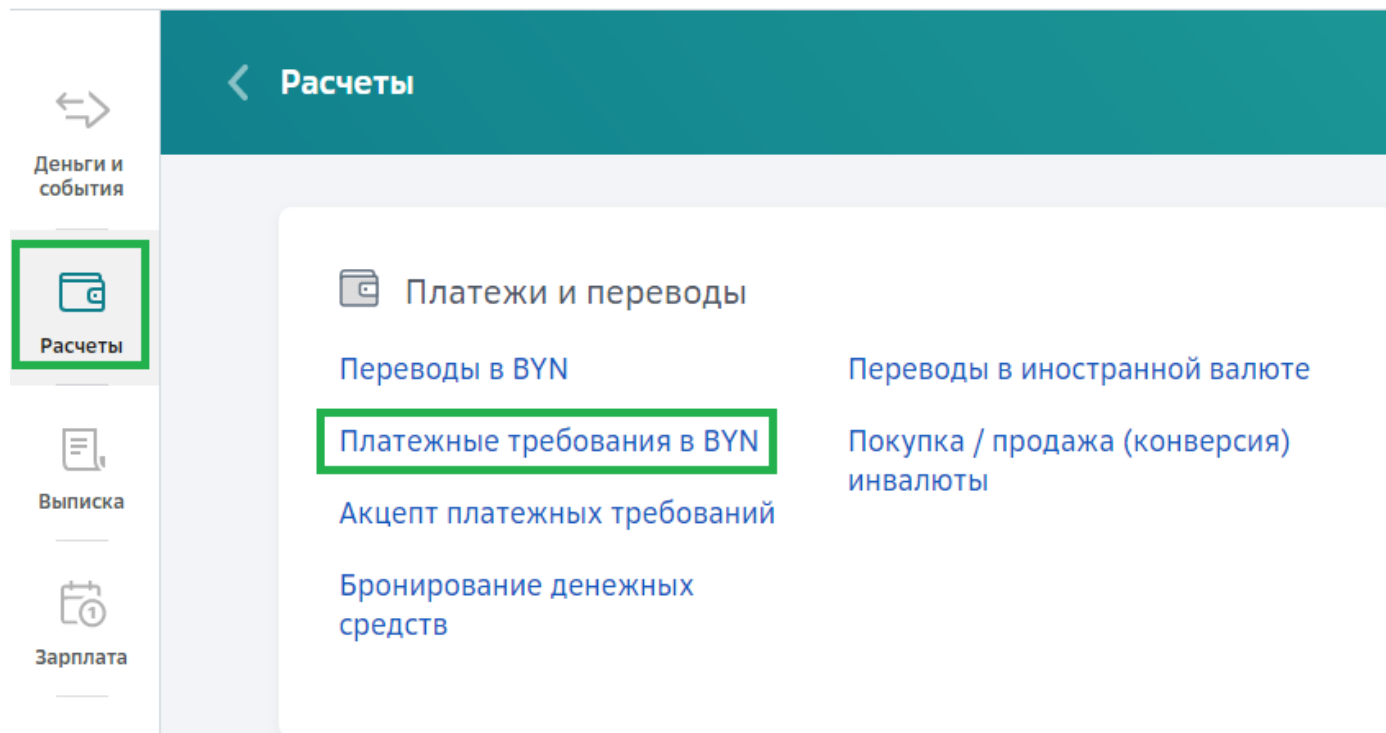 Расчеты
Деньги и
события
Расчеты
Выписка
1
Зарплата
Платежи и переводы
Переводы в BYN
Платежные требования в BYN
Акцепт платежных требований
Бронирование денежных
средств
Переводы в иностранной валюте
Покупка / продажа (конверсия)
инвалюты